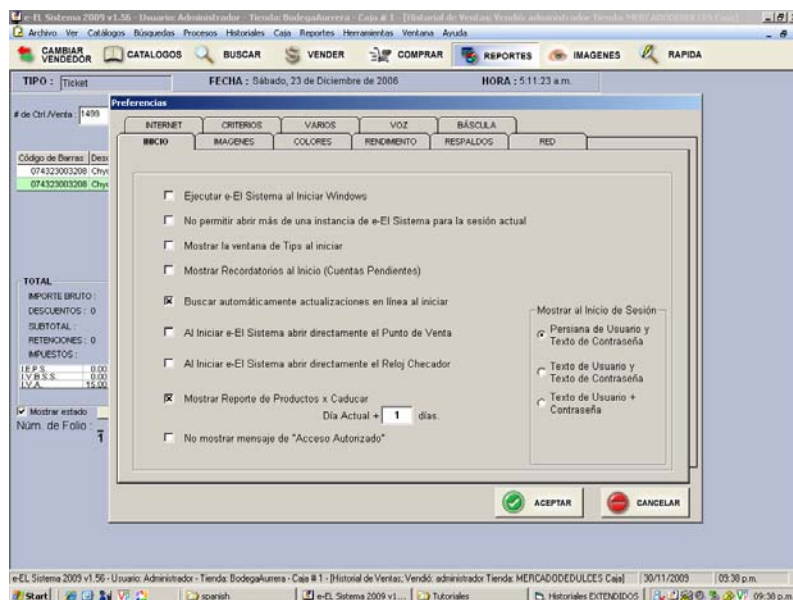 e-El Sistema 2009 v1.56 - Usuario: Administrador - Tienda: BodegaAurrera - Caja # 1 - [Historial de Ventas: Vendió: administrador Tienda: MERCADODEDULCES Caja]
Archivo Ver Catálogos Búsquedas Procesos Historiales Caja Reportes Herramientas Ventana Ayuda
CAMBIAR VENDEDOR CATALOGOS BUSCAR VENDER COMPRAR REPORTES IMAGENES RAPIDA
TIPO : Ticket FECHA : Sábado, 23 de Diciembre de 2006 HORA : 5:11:23 a.m.
# de Ctrl./Venta : 1499
Preferencias
INTERNET CRITERIOS VARIOS VOZ BÁSCULA
INICIO IMAGENES COLORES RENDIMIENTO RESPALDOS RED
Código de Barras
074323003208
074323003208
Ejecutar e-El Sistema al Iniciar Windows
No permitir abrir más de una instancia de e-El Sistema para la sesión actual
Mostrar la ventana de Tips al iniciar
Mostrar Recordatorios al Inicio (Cuentas Pendientes)
Buscar automáticamente actualizaciones en línea al iniciar
Al Iniciar e-El Sistema abrir directamente el Punto de Venta
Al Iniciar e-El Sistema abrir directamente el Reloj Checador
Mostrar Reporte de Productos x Caducar
Día Actual + 1 días.
No mostrar mensaje de "Acceso Autorizado"
Mostrar al Inicio de Sesión
Persiana de Usuario y
Texto de Contraseña
Texto de Usuario y
Texto de Contraseña
Texto de Usuario +
Contraseña
TOTAL
IMPORTE BRUTO :
DESCUENTOS : 0
SUBTOTAL :
RETENCIONES : 0
IMPUESTOS :
I.E.P.S. 0.00
I.V.B.S.S. 0.00
I.V.A. 15.00
Mostrar estado
Núm. de Folio :
1
ACEPTAR CANCELAR
e-EL Sistema 2009 v1.56 - Usuario: Administrador - Tienda: BodegaAurrera - Caja # 1 - [Historial de Ventas: Vendió: administrador Tienda: MERCADODEDULCES Caja] 30/11/2009 09:38 p.m.
Start spanish e-EL Sistema 2009 v1... Tutoriales Historiales EXTENDIDOS 09:38 p.m.